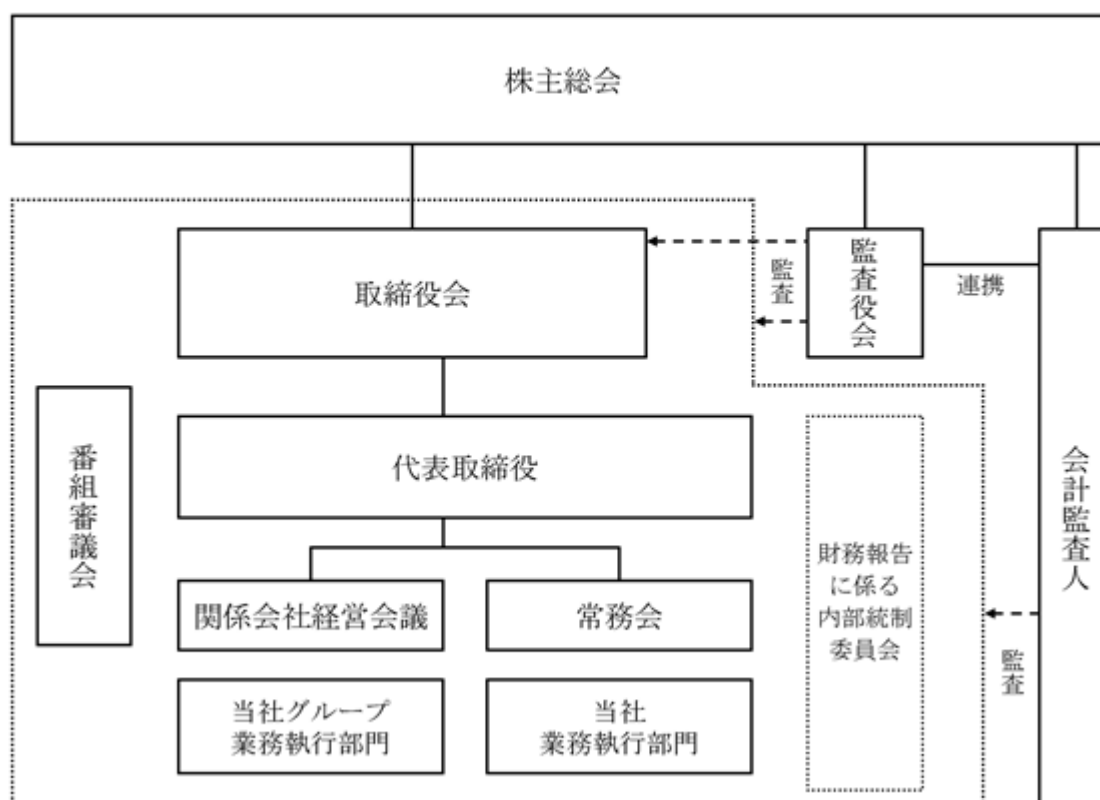 株主総会
取締役会
監査
監査役会
連携
代表取締役
番組審議会
会計監査人
財務報告
に係る
内部統制
委員会
関係会社経営会議
常務会
監査
当社グループ
業務執行部門
当社
業務執行部門